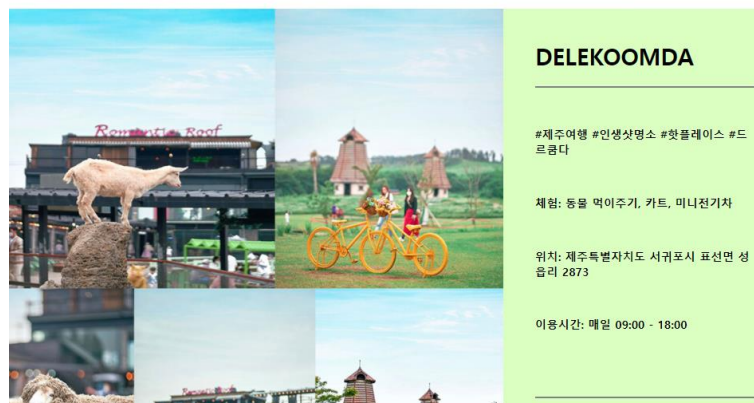 Romantic Roof
DELEKOOMDA
#제주여행 #인생샷명소 #핫플레이스 #드
르쿰다
체험: 동물 먹이주기, 카트, 미니전기차
위치: 제주특별자치도 서귀포시 표선면 성
읍리 2873
이용시간: 매일 09:00 - 18:00
Romantic Roof